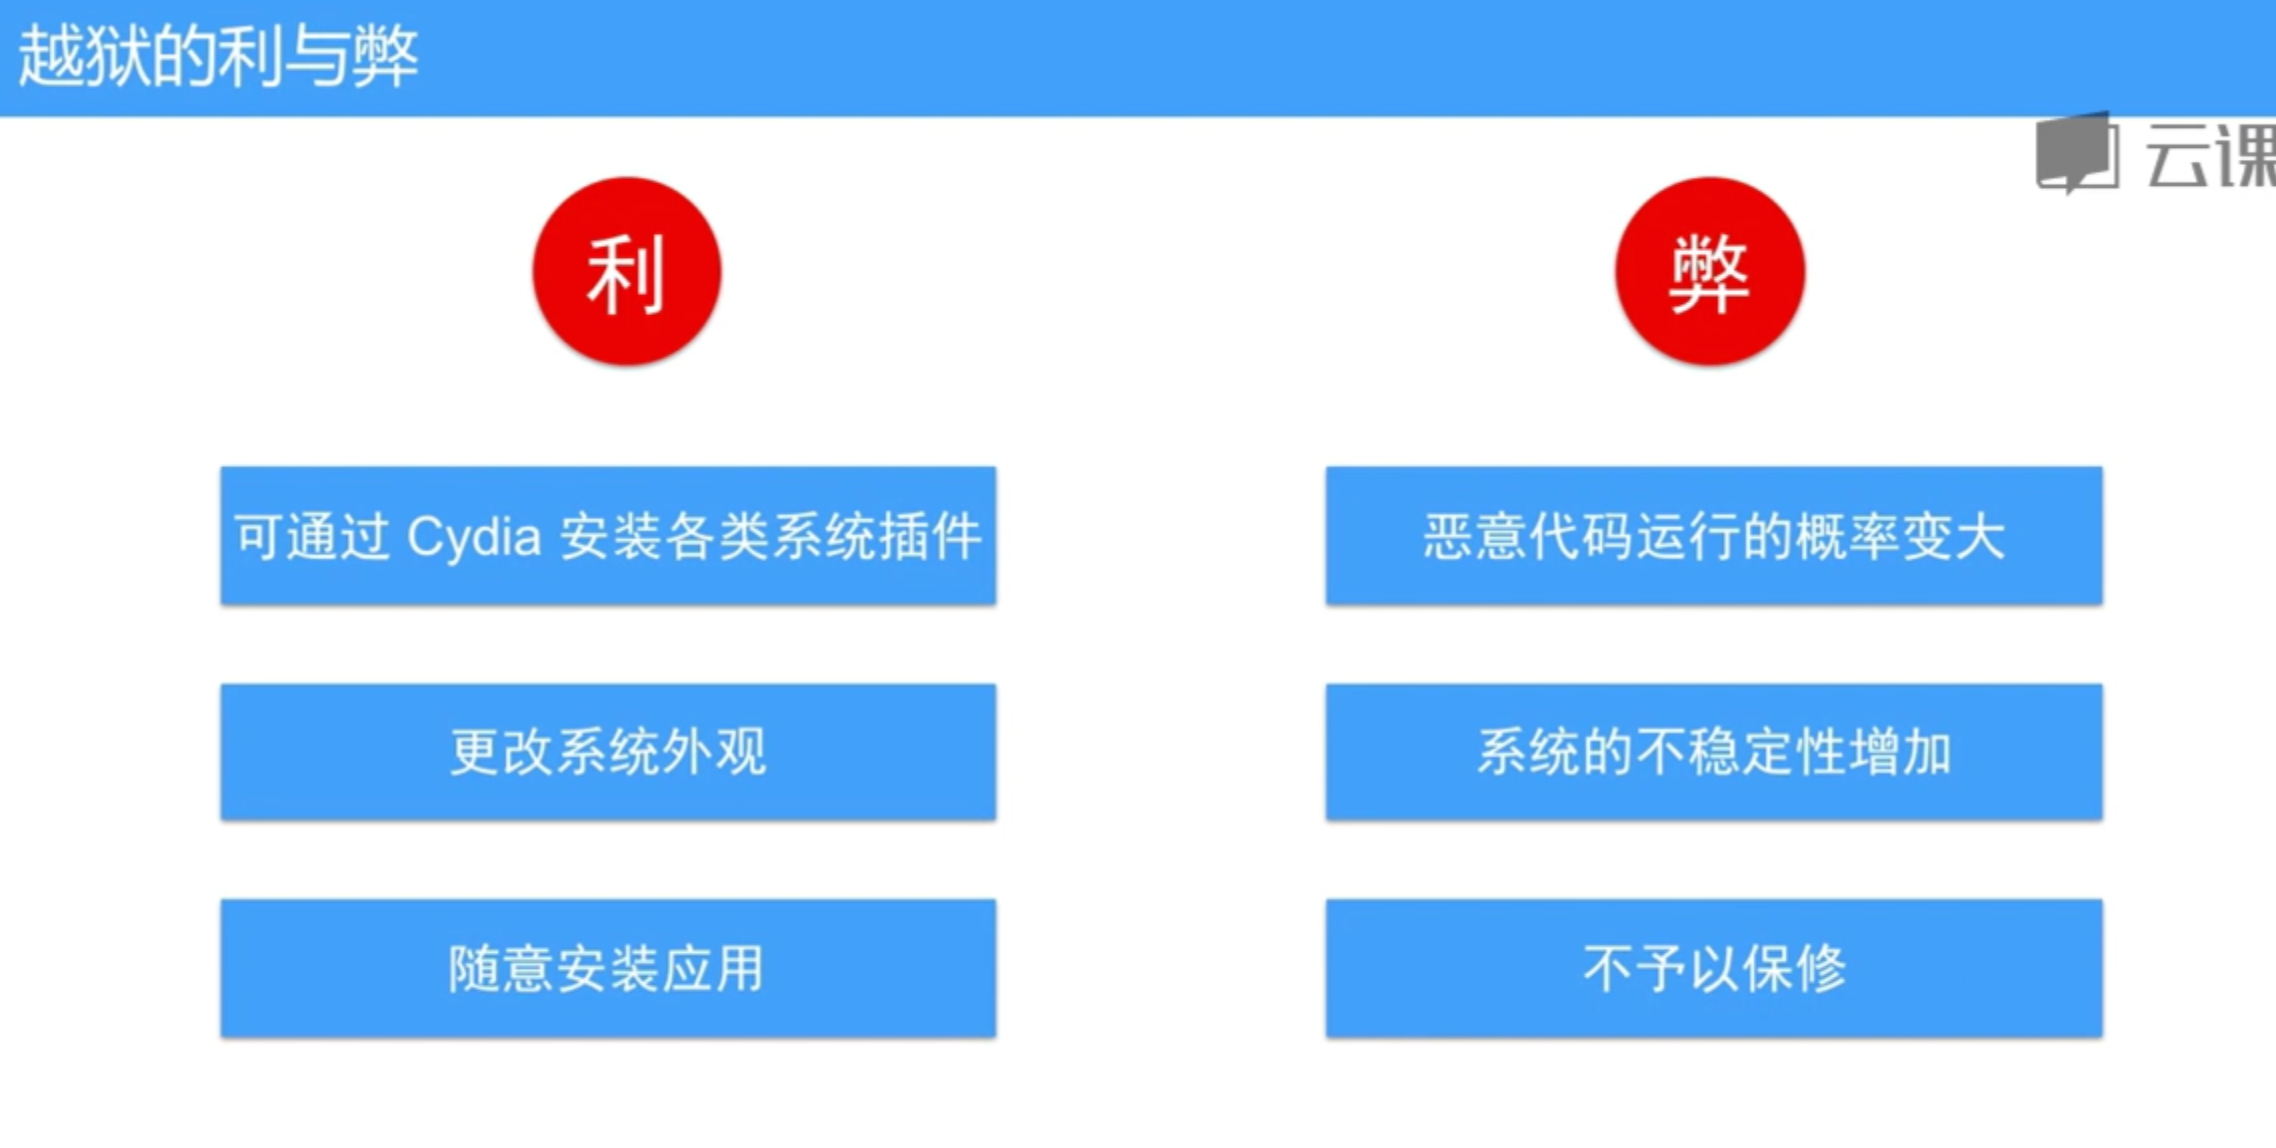 越狱的利与弊
云课
利
弊
可通过 Cydia 安装各类系统插件
恶意代码运行的概率变大
更改系统外观
系统的不稳定性增加
随意安装应用
不予以保修